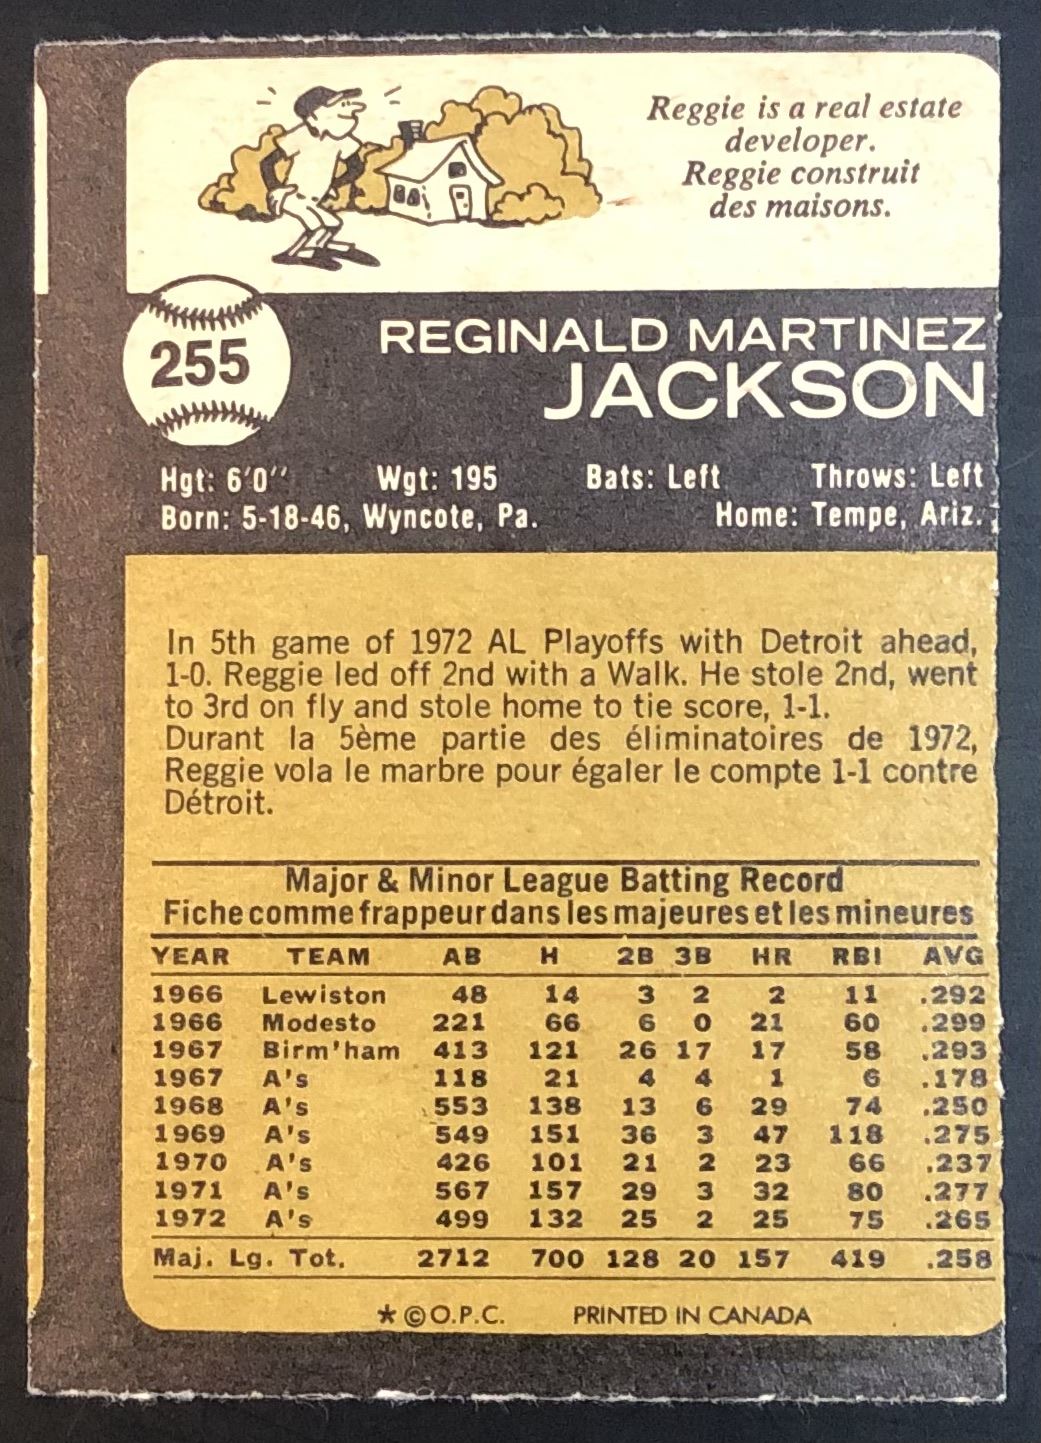 Reggie is a real estate
developer.
Reggie construit
des maisons.
255
REGINALD MARTINEZ
JACKSON
Hgt: 6'0'' Wgt: 195 Bats: Left Throws: Left
Born: 5-18-46, Wyncote, Pa. Home: Tempe, Ariz.
In 5th game of 1972 AL Playoffs with Detroit ahead,
1-0. Reggie led off 2nd with a Walk. He stole 2nd, went
to 3rd on fly and stole home to tie score, 1-1.
Durant la 5ème partie des éliminatoires de 1972,
Reggie vola le marbre pour égaler le compte 1-1 contre
Détroit.
Major & Minor League Batting Record
Fiche comme frappeur dans les majeures et les mineures
YEAR TEAM AB H 2B 3B HR RBI AVG
1966 Lewiston 48 14 3 2 2 11 .292
1966 Modesto 221 66 6 0 21 60 .299
1967 Birm'ham 413 121 26 17 17 58 .293
1967 A's 118 21 4 4 1 6 .178
1968 A's 553 138 13 6 29 74 .250
1969 A's 549 151 36 3 47 118 .275
1970 A's 426 101 21 2 23 66 .237
1971 A's 567 157 29 3 32 80 .277
1972 A's 499 132 25 2 25 75 .265
Maj. Lg. Tot. 2712 700 128 20 157 419 .258
★ © O.P.C. PRINTED IN CANADA